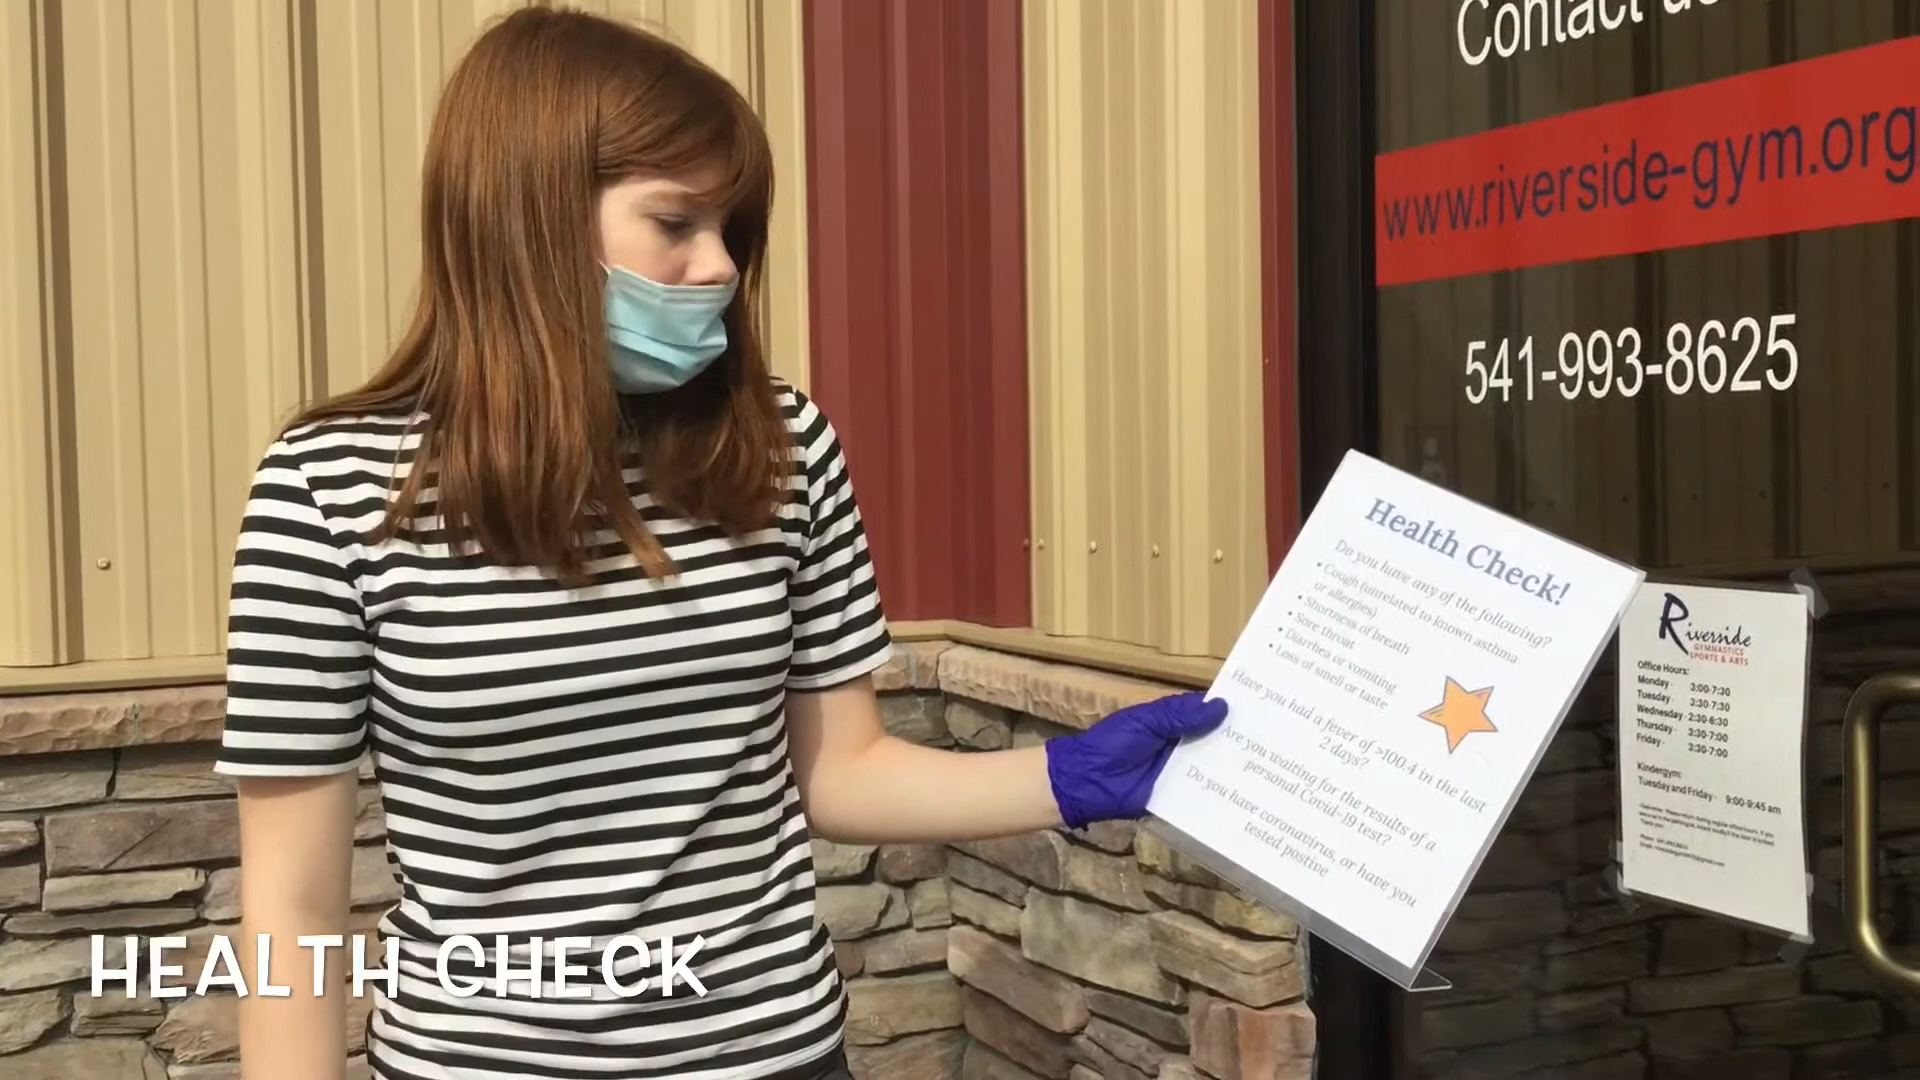 Contact us
www.riverside-gym.org
541-993-8625
Health Check!
Do you have any of the following?
• Cough (unrelated to known asthma
or allergies)
• Shortness of breath
• Sore throat
• Diarrhea or vomiting
• Loss of smell or taste
Have you had a fever of >100.4 in the last
2 days?
Are you waiting for the results of a
personal Covid-19 test?
Do you have coronavirus, or have you
tested postive
Riverside
GYMNASTICS
SPORTS & ARTS
Office Hours:
Monday - 3:00-7:30
Tuesday - 3:30-7:30
Wednesday - 2:30-6:30
Thursday - 3:30-7:00
Friday - 3:30-7:00
Kindergym:
Tuesday and Friday - 9:00-9:45 am
HEALTH CHECK